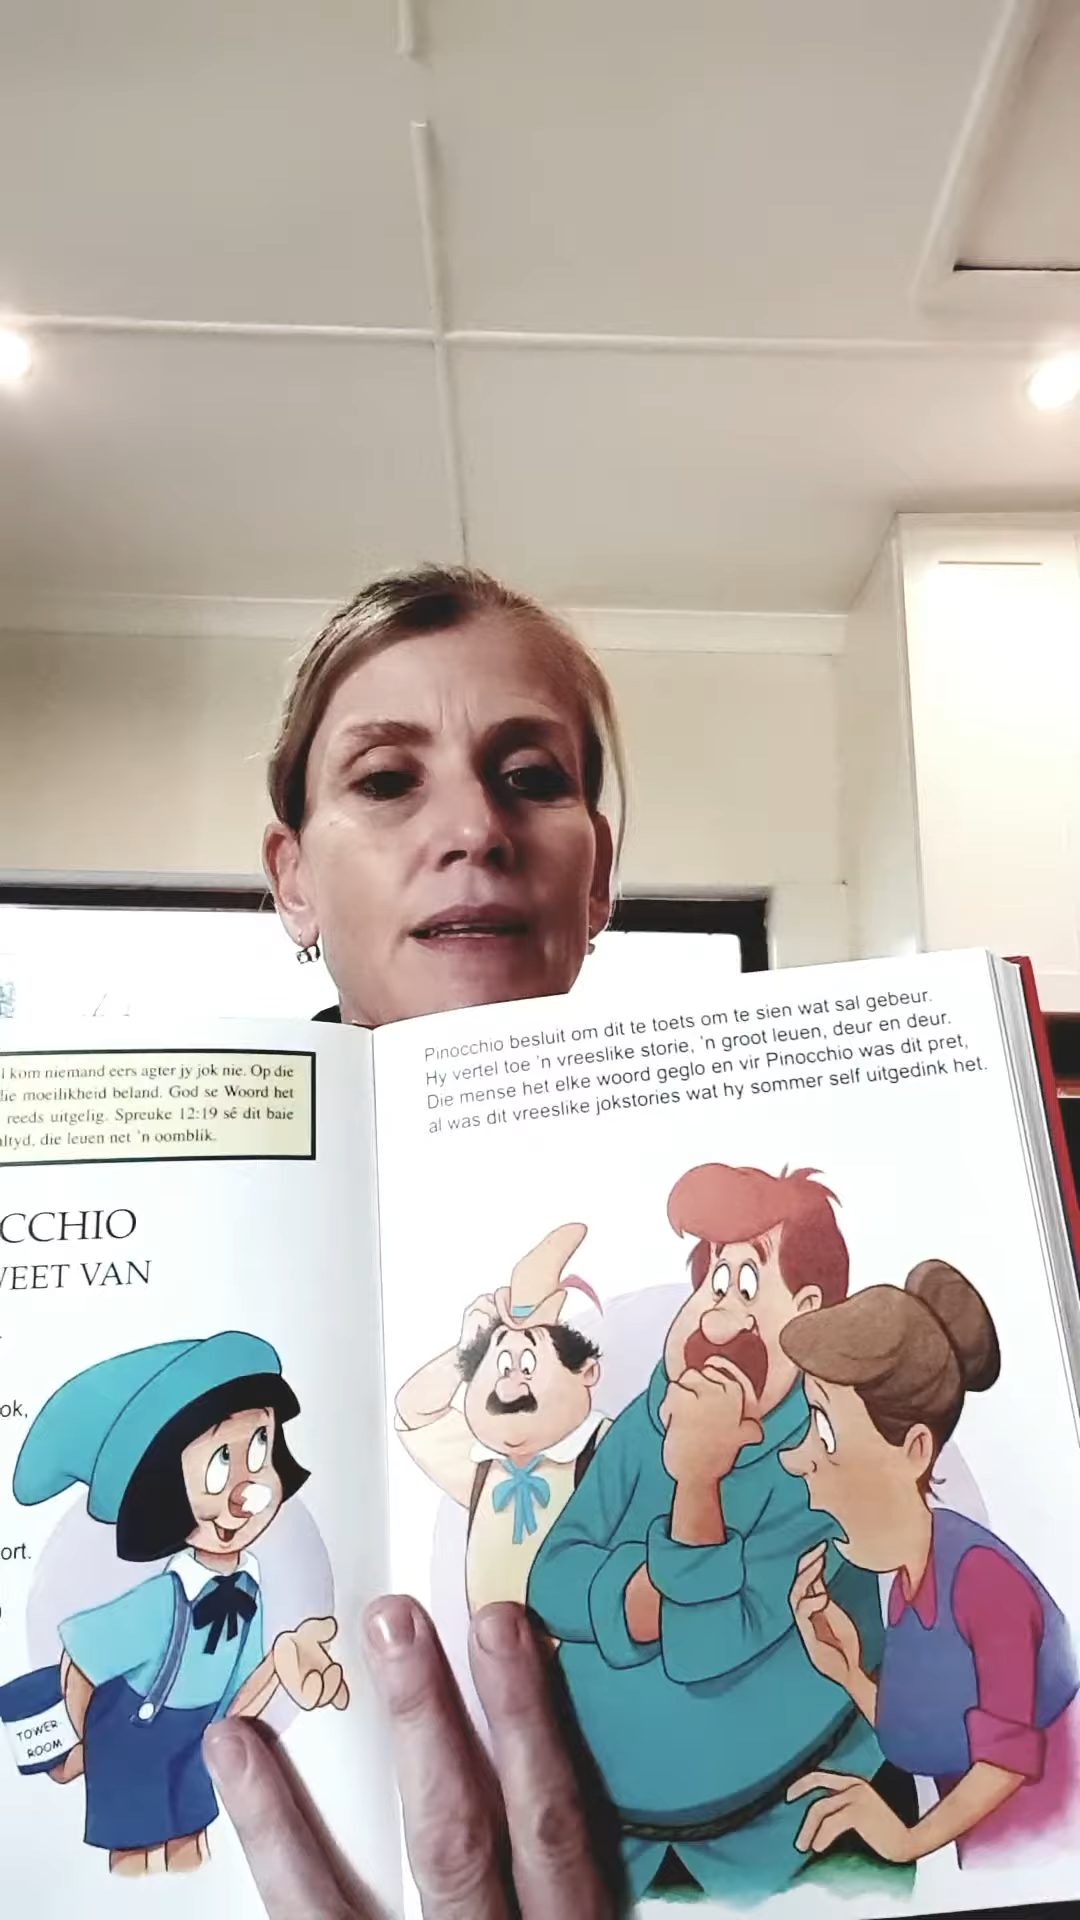 l kom niemand eers agter jy jok nie. Op die
lie moeilikheid beland. God se Woord het
reeds uitgelig. Spreuke 12:19 sê dit baie
altyd, die leuen net 'n oomblik.
CCHIO
WEET VAN
ok,
ort.
TOWER-
ROOM
Pinocchio besluit om dit te toets om te sien wat sal gebeur.
Hy vertel toe 'n vreeslike storie, 'n groot leuen, deur en deur.
Die mense het elke woord geglo en vir Pinocchio was dit pret,
al was dit vreeslike jokstories wat hy sommer self uitgedink het.